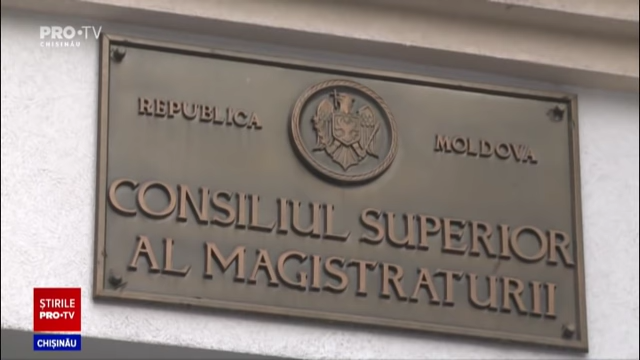 PRO•TV
CHIȘINĂU
REPUBLICA MOLDOVA
CONSILIUL SUPERIOR
AL MAGISTRATURII
ȘTIRILE
PRO•TV
CHIȘINĂU